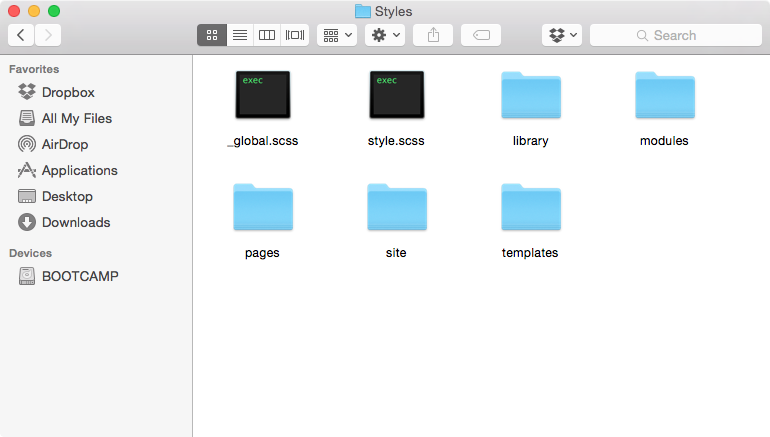 Styles
Search
Favorites
Dropbox
All My Files
AirDrop
Applications
Desktop
Downloads
Devices
BOOTCAMP
exec
exec
_global.scss
style.scss
library
modules
pages
site
templates